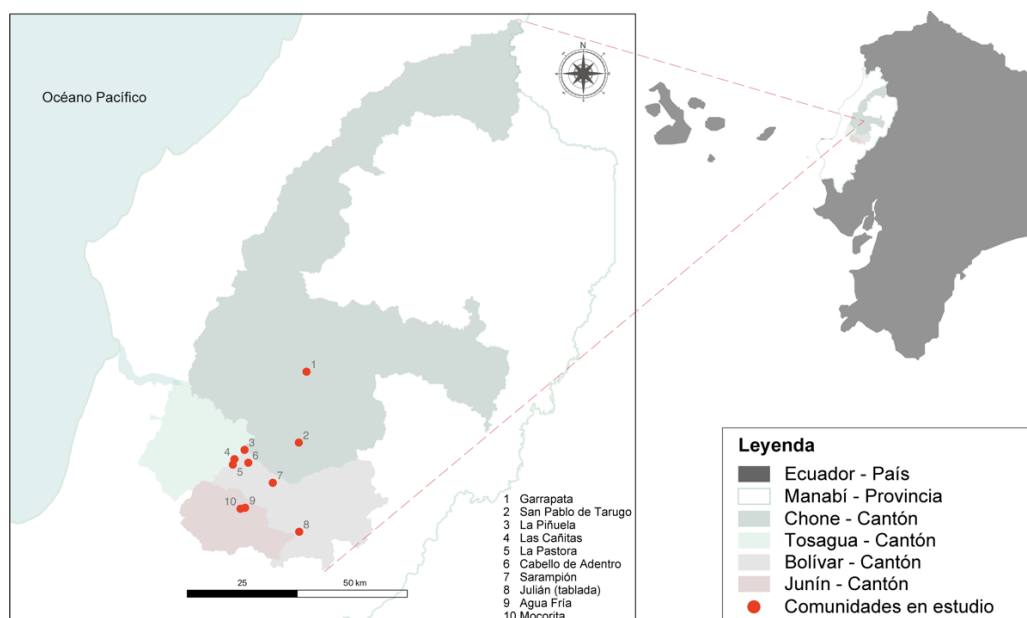 Océano Pacífico
N
1
2
3
4
6
5
7
10
9
8
25
50 km
1 Garrapata
2 San Pablo de Tarugo
3 La Piñuela
4 Las Cañitas
5 La Pastora
6 Cabello de Adentro
7 Sarampión
8 Julián (tablada)
9 Agua Fría
10 Mocorita
Leyenda
Ecuador - País
Manabí - Provincia
Chone - Cantón
Tosagua - Cantón
Bolívar - Cantón
Junín - Cantón
Comunidades en estudio